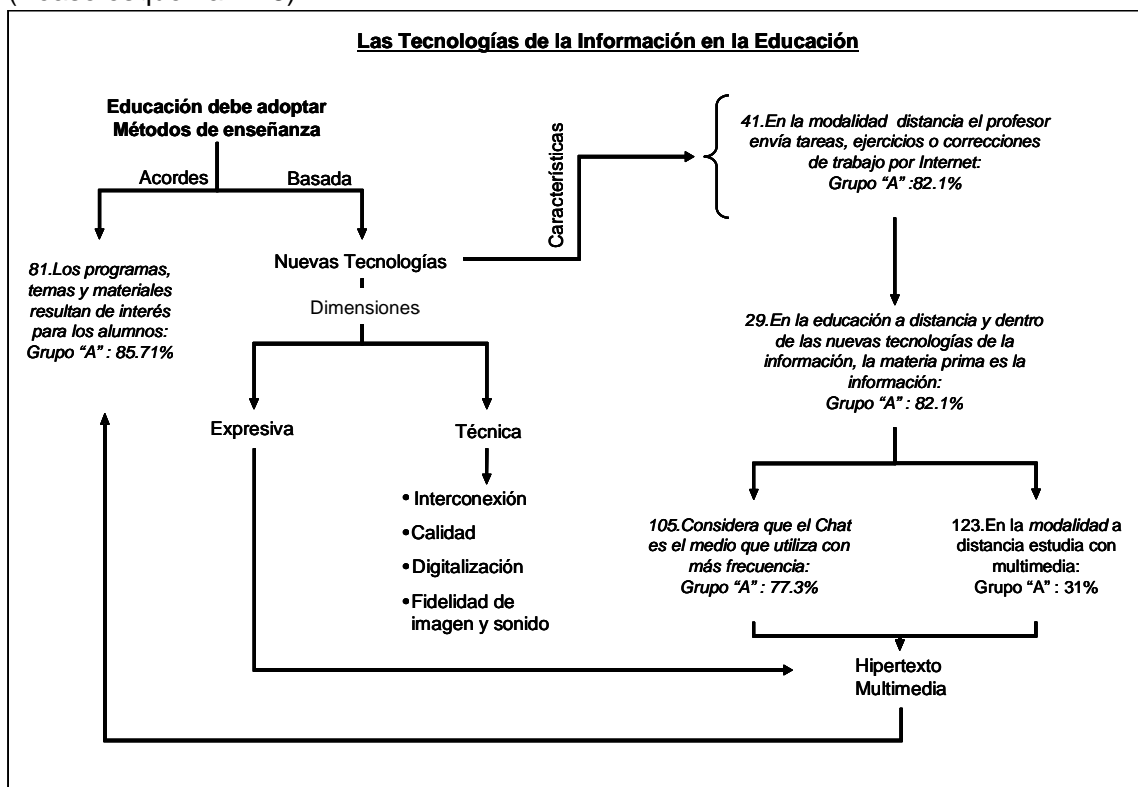 Las Tecnologías de la Información en la Educación
Educación debe adoptar
Métodos de enseñanza
Acordes
Basada
81.Los programas,
temas y materiales
resultan de interés
para los alumnos:
Grupo “A” : 85.71%
Nuevas Tecnologías
Dimensiones
Expresiva
Técnica
• Interconexión
• Calidad
• Digitalización
• Fidelidad de
imagen y sonido
Características
41.En la modalidad distancia el profesor
envía tareas, ejercicios o correcciones
de trabajo por Internet:
Grupo “A” :82.1%
29.En la educación a distancia y dentro
de las nuevas tecnologías de la
información, la materia prima es la
información:
Grupo “A” : 82.1%
105.Considera que el Chat
es el medio que utiliza con
más frecuencia:
Grupo “A” : 77.3%
123.En la modalidad a
distancia estudia con
multimedia:
Grupo “A” : 31%
Hipertexto
Multimedia